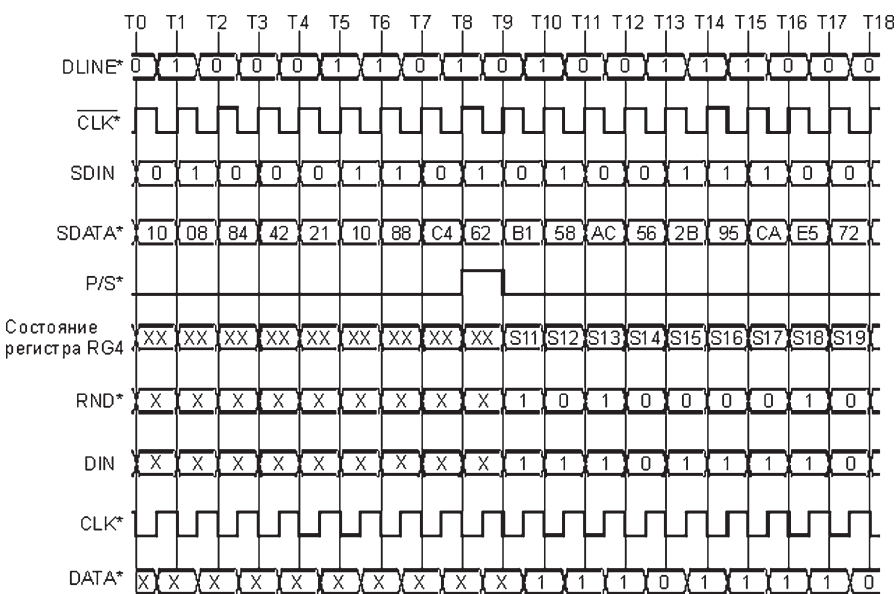 T0 T1 T2 T3 T4 T5 T6 T7 T8 T9 T10 T11 T12 T13 T14 T15 T16 T17 T18
DLINE* 0 1 0 0 0 1 1 0 1 0 1 0 0 1 1 1 0 0 0
CLK*
SDIN 0 1 0 0 0 1 1 0 1 0 1 0 0 1 1 1 0 0
SDATA* 10 08 84 42 21 10 88 C4 62 B1 58 AC 56 2B 95 CA E5 72
P/S*
Состояние
регистра RG4 XX XX XX XX XX XX XX XX XX S11 S12 S13 S14 S15 S16 S17 S18 S19
RND* X X X X X X X X X 1 0 1 0 0 0 0 1 0
DIN X X X X X X X X X 1 1 1 0 1 1 1 1 0
CLK*
DATA* X X X X X X X X X X 1 1 1 0 1 1 1 1 0